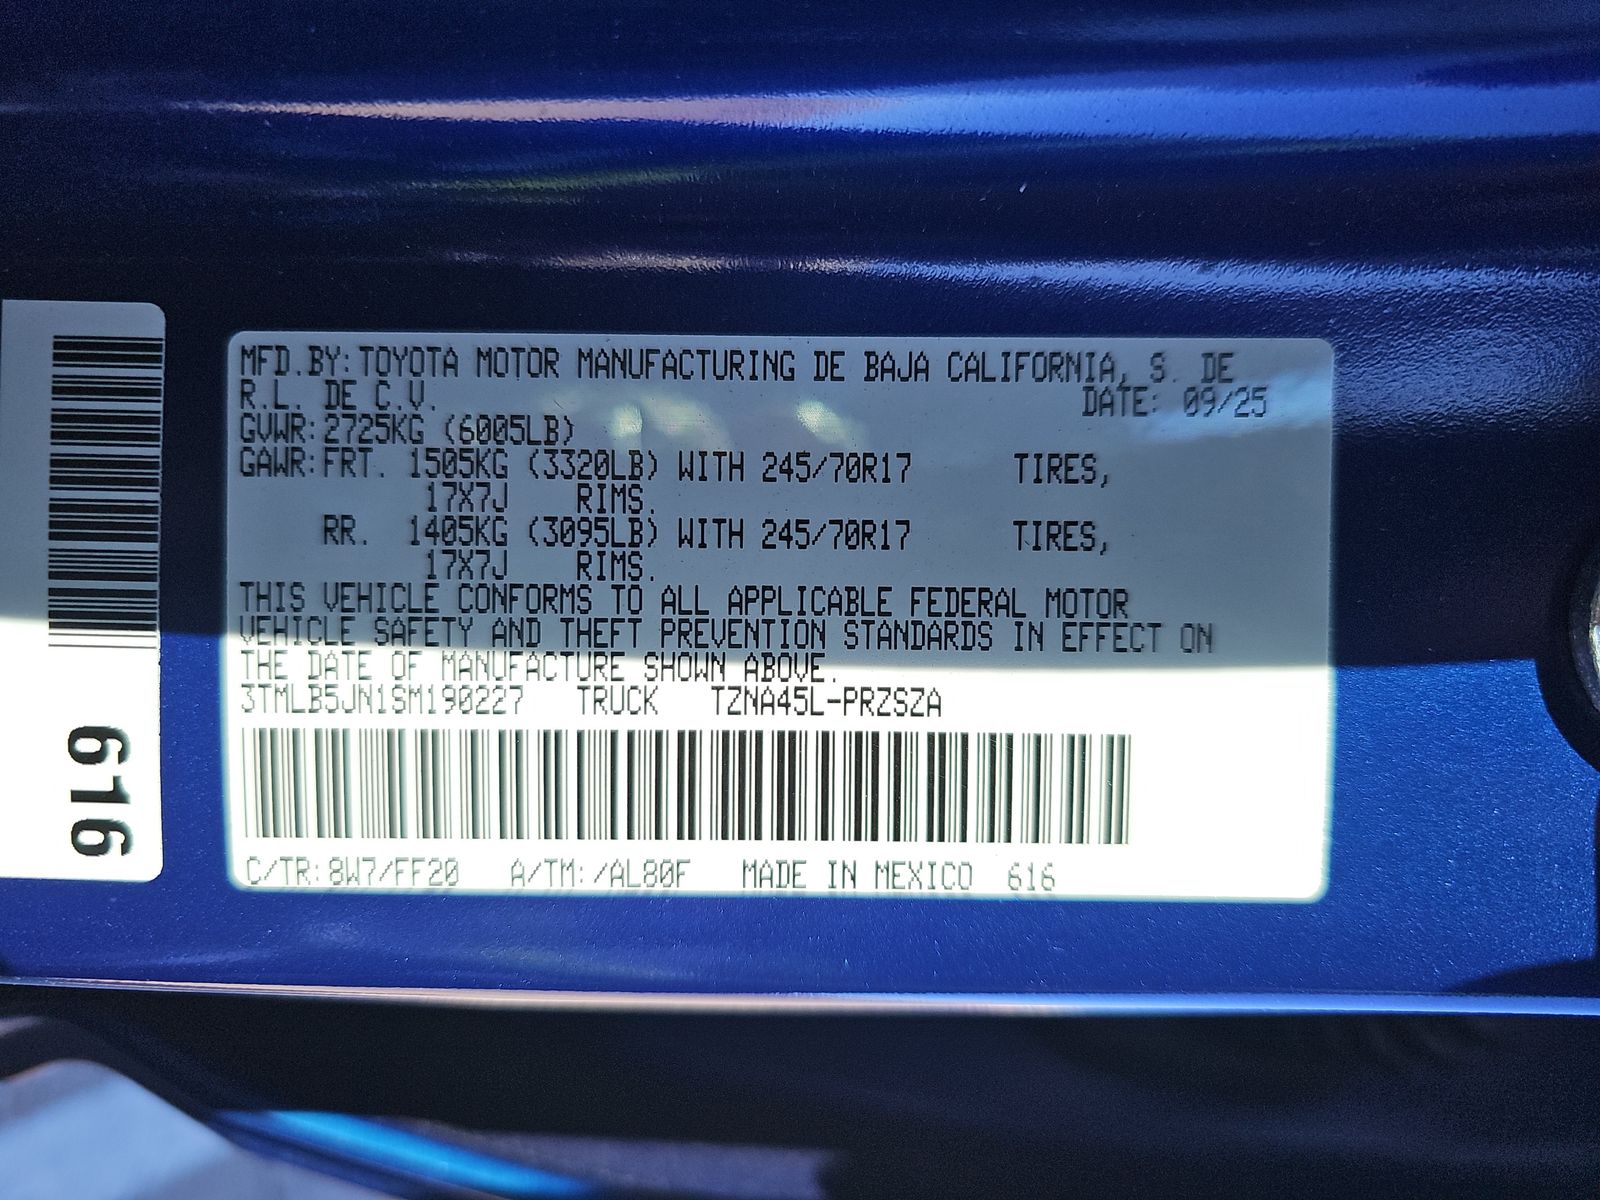 MFD.BY:TOYOTA MOTOR MANUFACTURING DE BAJA CALIFORNIA, S. DE
R.L. DE C.V. DATE: 09/25
GVWR:2725KG (6005LB)
GAWR:FRT. 1505KG (3320LB) WITH 245/70R17 TIRES,
17X7J RIMS.
RR. 1405KG (3095LB) WITH 245/70R17 TIRES,
17X7J RIMS.
THIS VEHICLE CONFORMS TO ALL APPLICABLE FEDERAL MOTOR
VEHICLE SAFETY AND THEFT PREVENTION STANDARDS IN EFFECT ON
THE DATE OF MANUFACTURE SHOWN ABOVE.
3TMLB5JN1SM190227 TRUCK TZNA45L-PRZSZA
C/TR:8W7/FF20 A/TM:/AL80F MADE IN MEXICO 616
616